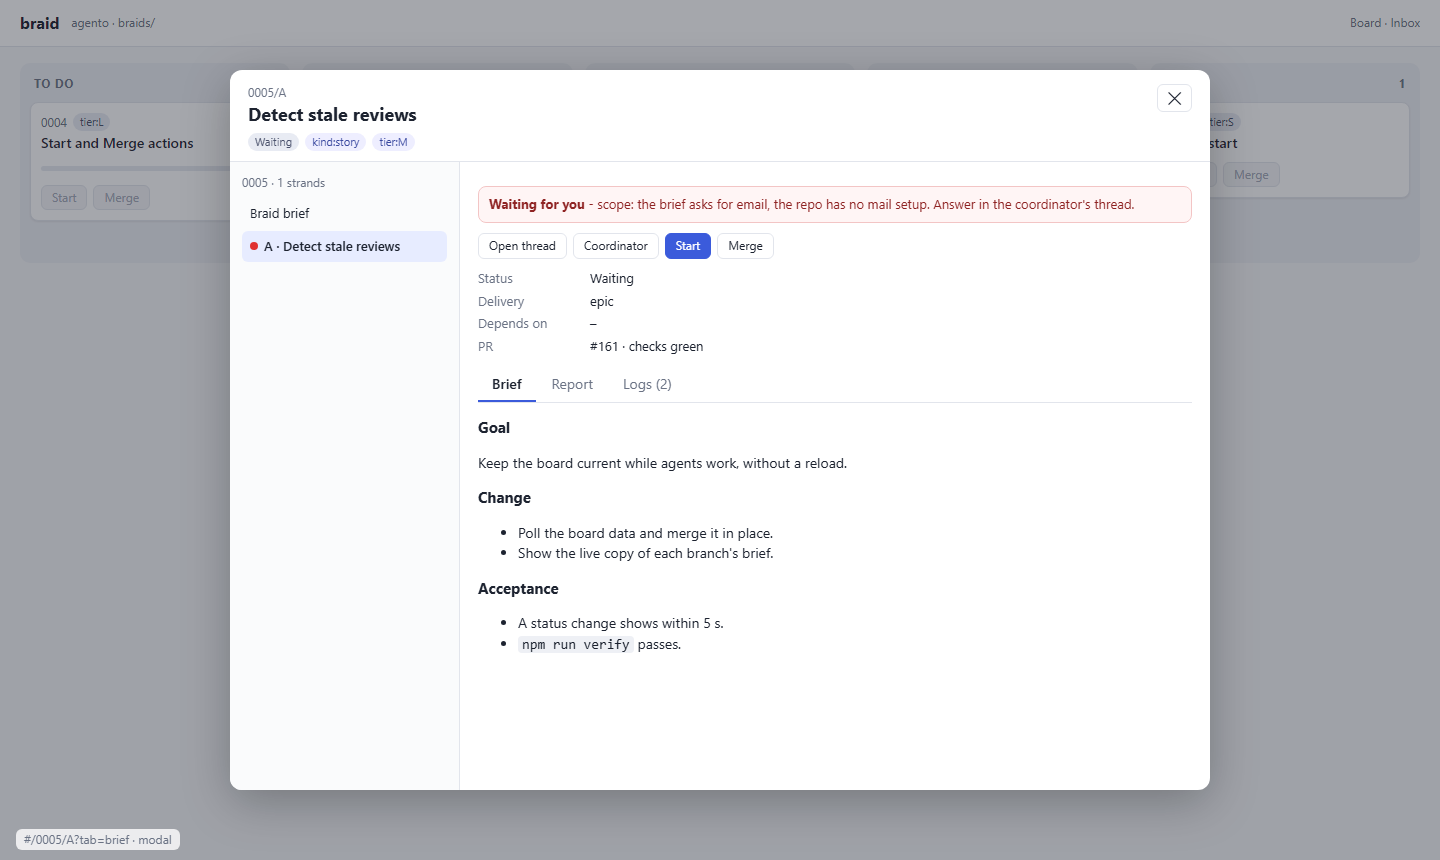 braid agento · braids/ Board · Inbox
TO DO 1
0004 tier:L
Start and Merge actions
Start Merge
tier:S
start
Merge
0005/A
Detect stale reviews
Waiting kind:story tier:M
0005 · 1 strands
Braid brief
A · Detect stale reviews
Waiting for you - scope: the brief asks for email, the repo has no mail setup. Answer in the coordinator's thread.
Open thread Coordinator Start Merge
Status Waiting
Delivery epic
Depends on –
PR #161 · checks green
Brief Report Logs (2)
Goal
Keep the board current while agents work, without a reload.
Change
• Poll the board data and merge it in place.
• Show the live copy of each branch's brief.
Acceptance
• A status change shows within 5 s.
• npm run verify passes.
#/0005/A?tab=brief · modal